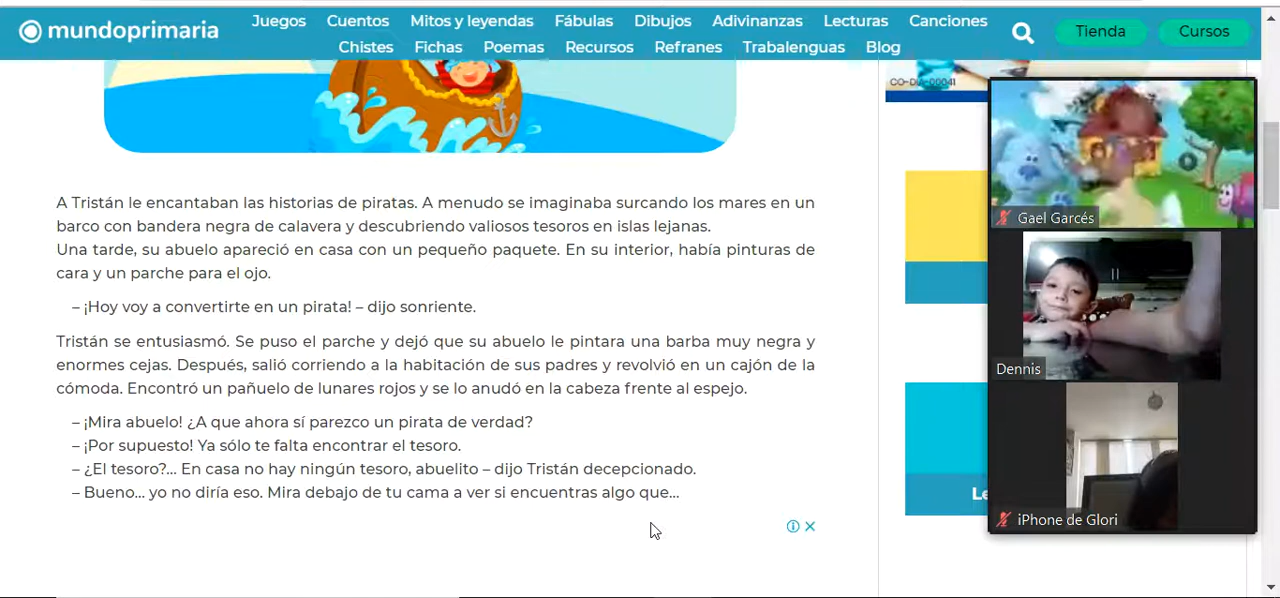 mundoprimaria
Juegos Cuentos Mitos y leyendas Fábulas Dibujos Adivinanzas Lecturas Canciones
Chistes Fichas Poemas Recursos Refranes Trabalenguas Blog
Tienda Cursos
CO-DIA-00041
A Tristán le encantaban las historias de piratas. A menudo se imaginaba surcando los mares en un
barco con bandera negra de calavera y descubriendo valiosos tesoros en islas lejanas.
Una tarde, su abuelo apareció en casa con un pequeño paquete. En su interior, había pinturas de
cara y un parche para el ojo.
– ¡Hoy voy a convertirte en un pirata! – dijo sonriente.
Tristán se entusiasmó. Se puso el parche y dejó que su abuelo le pintara una barba muy negra y
enormes cejas. Después, salió corriendo a la habitación de sus padres y revolvió en un cajón de la
cómoda. Encontró un pañuelo de lunares rojos y se lo anudó en la cabeza frente al espejo.
– ¡Mira abuelo! ¿A que ahora sí parezco un pirata de verdad?
– ¡Por supuesto! Ya sólo te falta encontrar el tesoro.
– ¿El tesoro?... En casa no hay ningún tesoro, abuelito – dijo Tristán decepcionado.
– Bueno... yo no diría eso. Mira debajo de tu cama a ver si encuentras algo que...
Gael Garcés
Dennis
iPhone de Glori